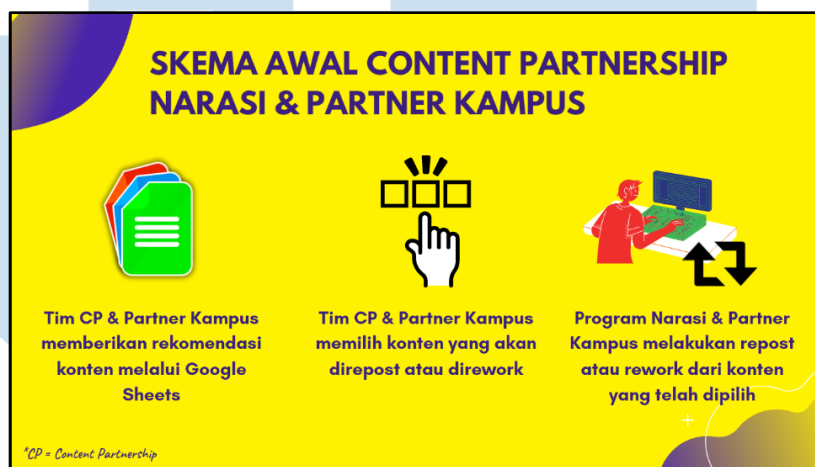 SKEMA AWAL CONTENT PARTNERSHIP
NARASI & PARTNER KAMPUS
Tim CP & Partner Kampus
memberikan rekomendasi
konten melalui Google
Sheets
Tim CP & Partner Kampus
memilih konten yang akan
direpost atau dirework
Program Narasi & Partner
Kampus melakukan repost
atau rework dari konten
yang telah dipilih
*CP = Content Partnership